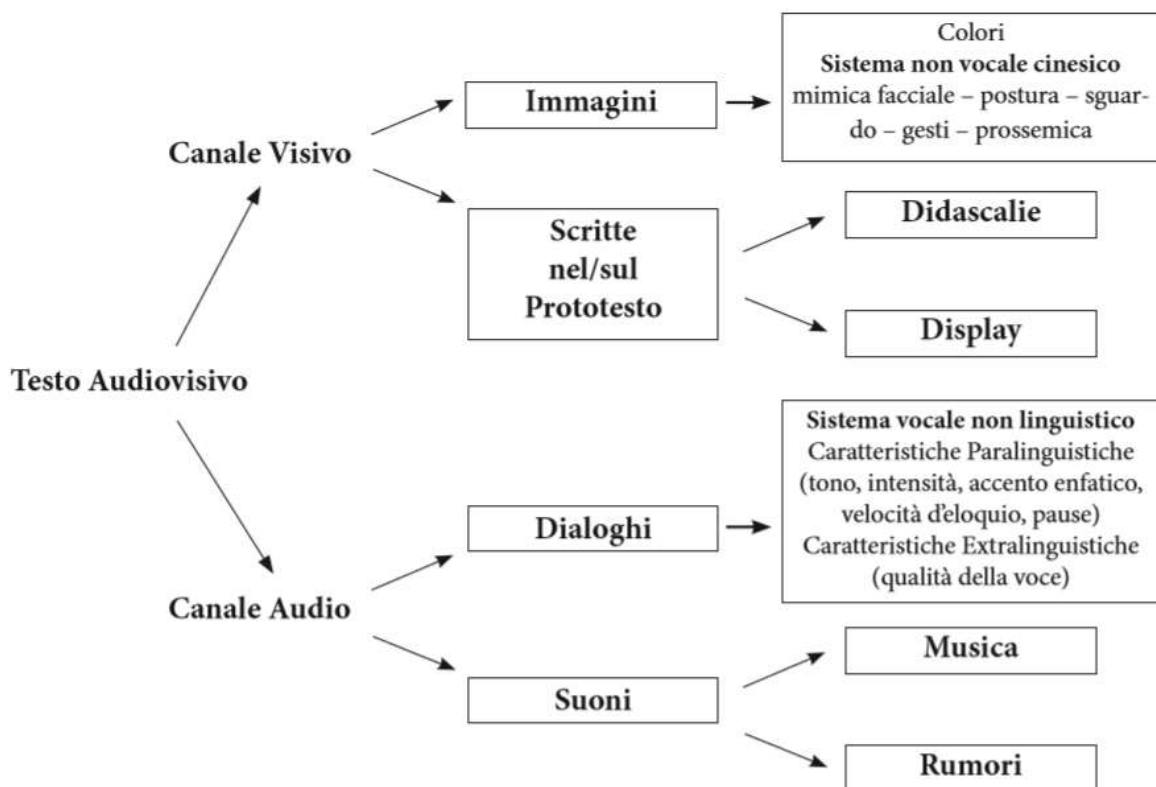 Colori
Sistema non vocale cinesico
mimica facciale – postura – sguar-
do – gesti – prossemica
Immagini
Canale Visivo
Didascalie
Scritte
nel/sul
Prototesto
Display
Testo Audiovisivo
Sistema vocale non linguistico
Caratteristiche Paralinguistiche
(tono, intensità, accento enfatico,
velocità d'eloquio, pause)
Caratteristiche Extralinguistiche
(qualità della voce)
Dialoghi
Canale Audio
Musica
Suoni
Rumori